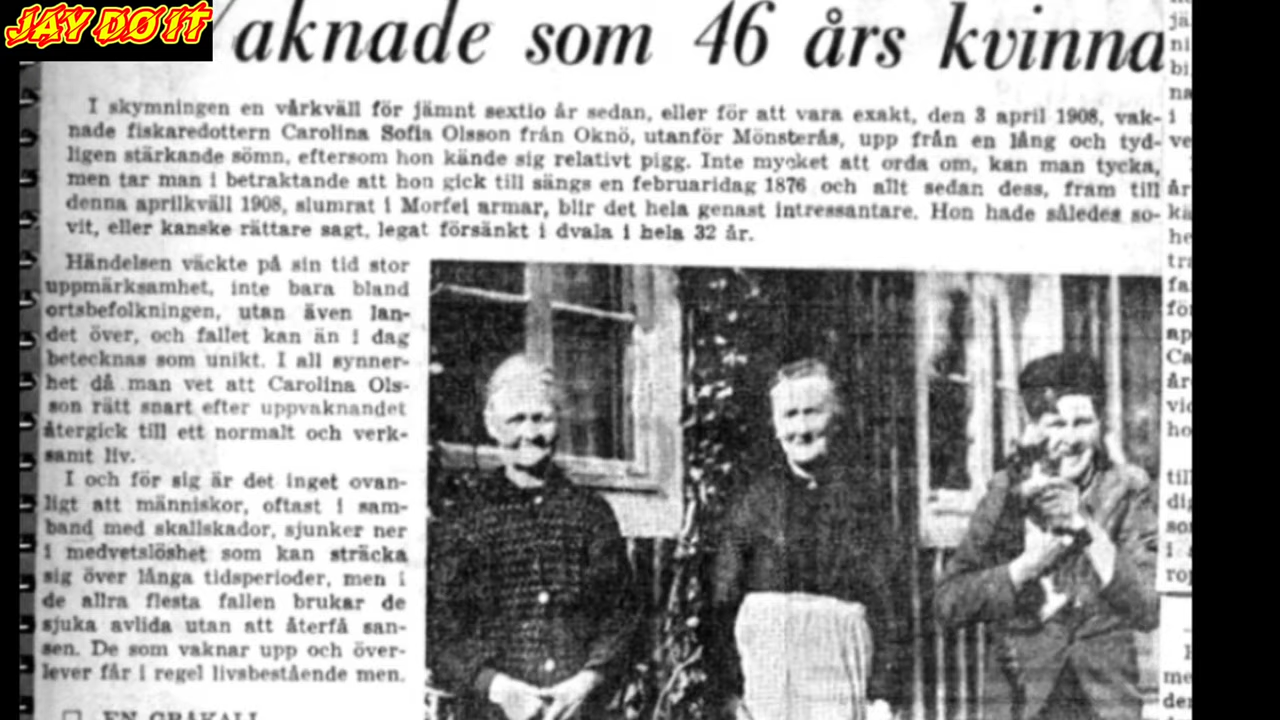 JAY DO IT
aknade som 46 års kvinna
I skymningen en vårkväll för jämnt sextio år sedan, eller för att vara exakt, den 3 april 1908, vak-
nade fiskaredottern Carolina Sofia Olsson från Oknö, utanför Mönsterås, upp från en lång och tyd-
ligen stärkande sömn, eftersom hon kände sig relativt pigg. Inte mycket att orda om, kan man tycka,
men tar man i betraktande att hon gick till sängs en februaridag 1876 och allt sedan dess, fram till
denna aprilkväll 1908, slumrat i Morfei armar, blir det hela genast intressantare. Hon hade således so-
vit, eller kanske rättare sagt, legat försänkt i dvala i hela 32 år.
Händelsen väckte på sin tid stor
uppmärksamhet, inte bara bland
ortsbefolkningen, utan även lan-
det över, och fallet kan än i dag
betecknas som unikt. I all synner-
het då man vet att Carolina Ols-
son rätt snart efter uppvaknandet
återgick till ett normalt och verk-
samt liv.
I och för sig är det inget ovan-
ligt att människor, oftast i sam-
band med skallskador, sjunker ner
i medvetslöshet som kan sträcka
sig över långa tidsperioder, men i
de allra flesta fallen brukar de
sjuka avlida utan att återfå san-
sen. De som vaknar upp och över-
lever får i regel livsbestående men.